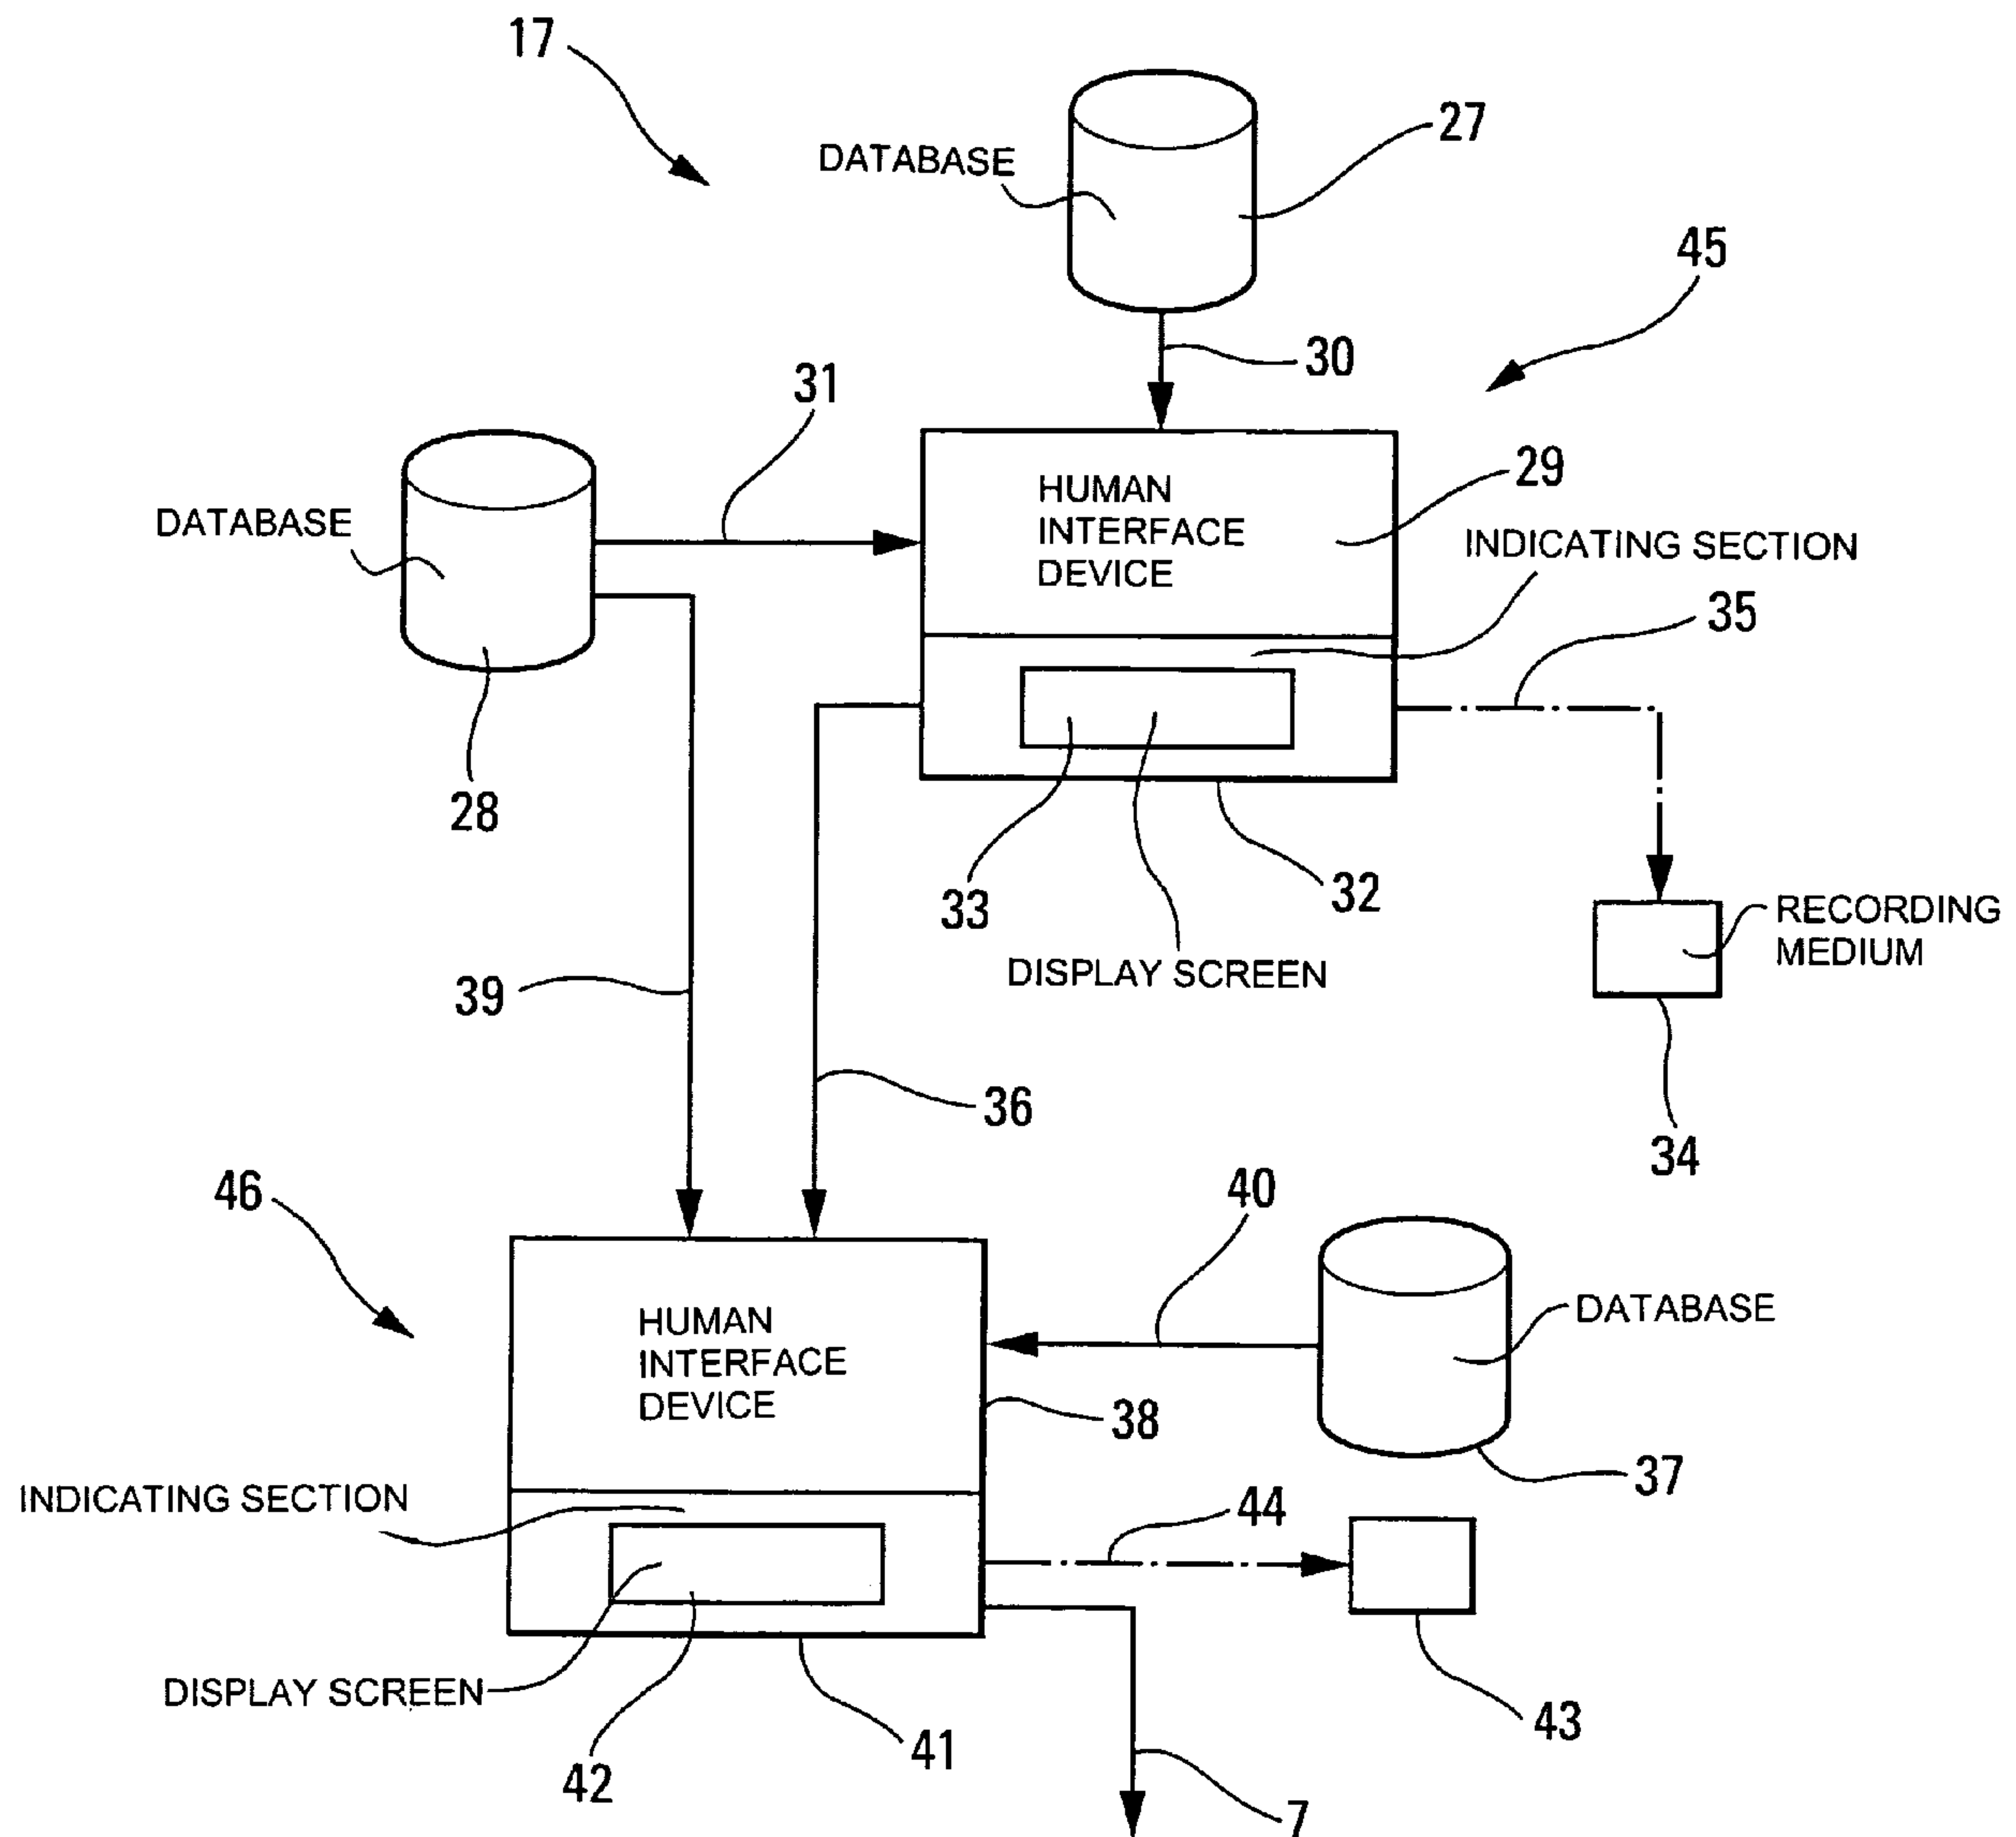 17
27
DATABASE
45
30
31
29
HUMAN
INTERFACE
DEVICE
INDICATING SECTION
DATABASE
35
28
33
32
RECORDING
MEDIUM
DISPLAY SCREEN
39
36
34
46
40
DATABASE
HUMAN
INTERFACE
DEVICE
38
37
INDICATING SECTION
44
DISPLAY SCREEN
43
41
42
7